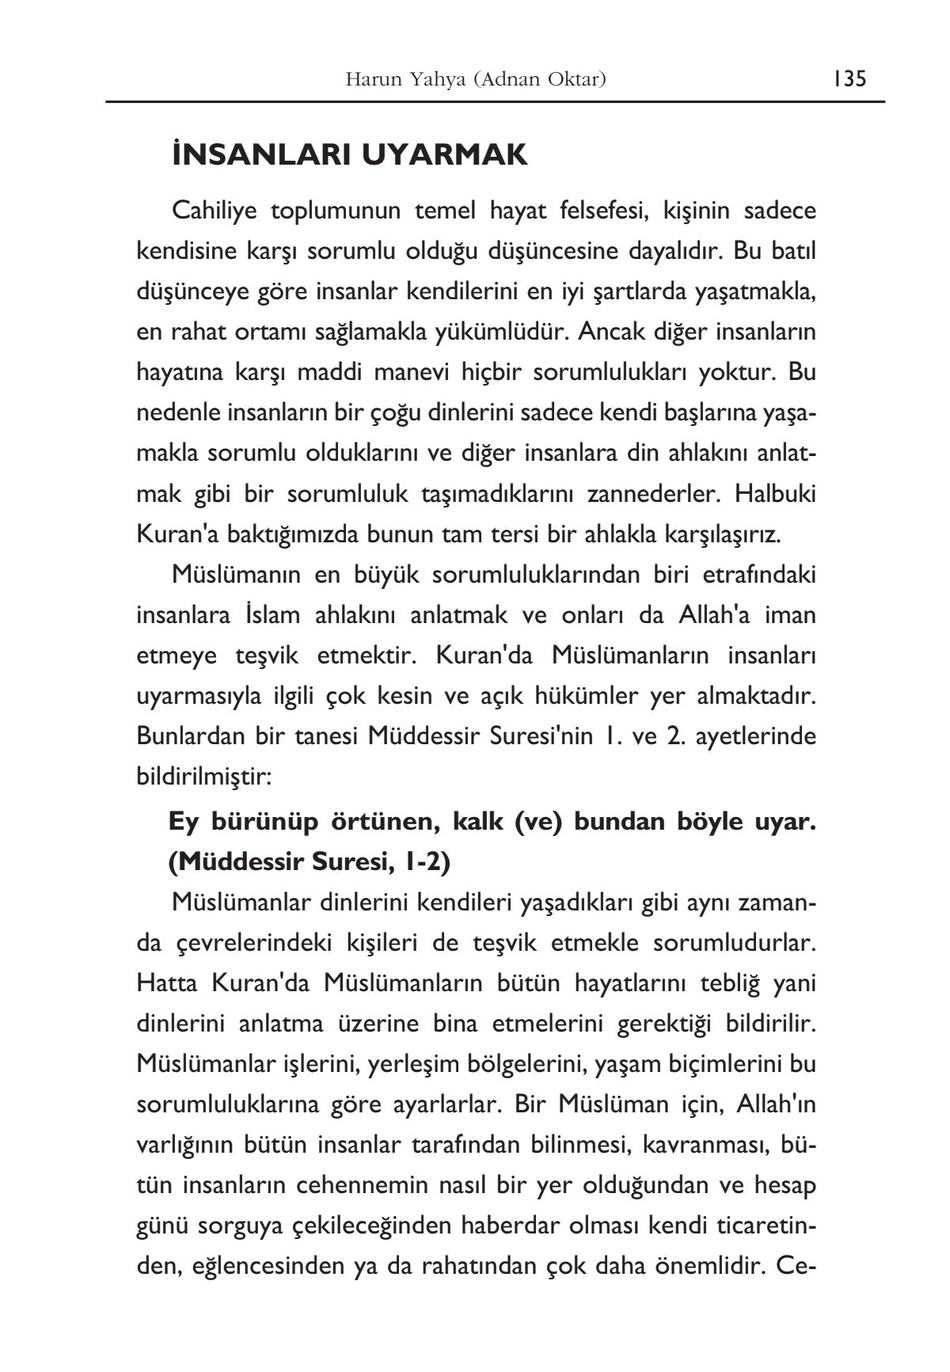 Harun Yahya (Adnan Oktar) 135
İNSANLARI UYARMAK
Cahiliye toplumunun temel hayat felsefesi, kişinin sadece
kendisine karşı sorumlu olduğu düşüncesine dayalıdır. Bu batıl
düşünceye göre insanlar kendilerini en iyi şartlarda yaşatmakla,
en rahat ortamı sağlamakla yükümlüdür. Ancak diğer insanların
hayatına karşı maddi manevi hiçbir sorumlulukları yoktur. Bu
nedenle insanların bir çoğu dinlerini sadece kendi başlarına yaşa-
makla sorumlu olduklarını ve diğer insanlara din ahlakını anlat-
mak gibi bir sorumluluk taşımadıklarını zannederler. Halbuki
Kuran'a baktığımızda bunun tam tersi bir ahlakla karşılaşırız.
Müslümanın en büyük sorumluluklarından biri etrafındaki
insanlara İslam ahlakını anlatmak ve onları da Allah'a iman
etmeye teşvik etmektir. Kuran'da Müslümanların insanları
uyarmasıyla ilgili çok kesin ve açık hükümler yer almaktadır.
Bunlardan bir tanesi Müddessir Suresi'nin 1. ve 2. ayetlerinde
bildirilmiştir:
Ey bürünüp örtünen, kalk (ve) bundan böyle uyar.
(Müddessir Suresi, 1-2)
Müslümanlar dinlerini kendileri yaşadıkları gibi aynı zaman-
da çevrelerindeki kişileri de teşvik etmekle sorumludurlar.
Hatta Kuran'da Müslümanların bütün hayatlarını tebliğ yani
dinlerini anlatma üzerine bina etmelerini gerektiği bildirilir.
Müslümanlar işlerini, yerleşim bölgelerini, yaşam biçimlerini bu
sorumluluklarına göre ayarlarlar. Bir Müslüman için, Allah'ın
varlığının bütün insanlar tarafından bilinmesi, kavranması, bü-
tün insanların cehennemin nasıl bir yer olduğundan ve hesap
günü sorguya çekileceğinden haberdar olması kendi ticaretin-
den, eğlencesinden ya da rahatından çok daha önemlidir. Ce-